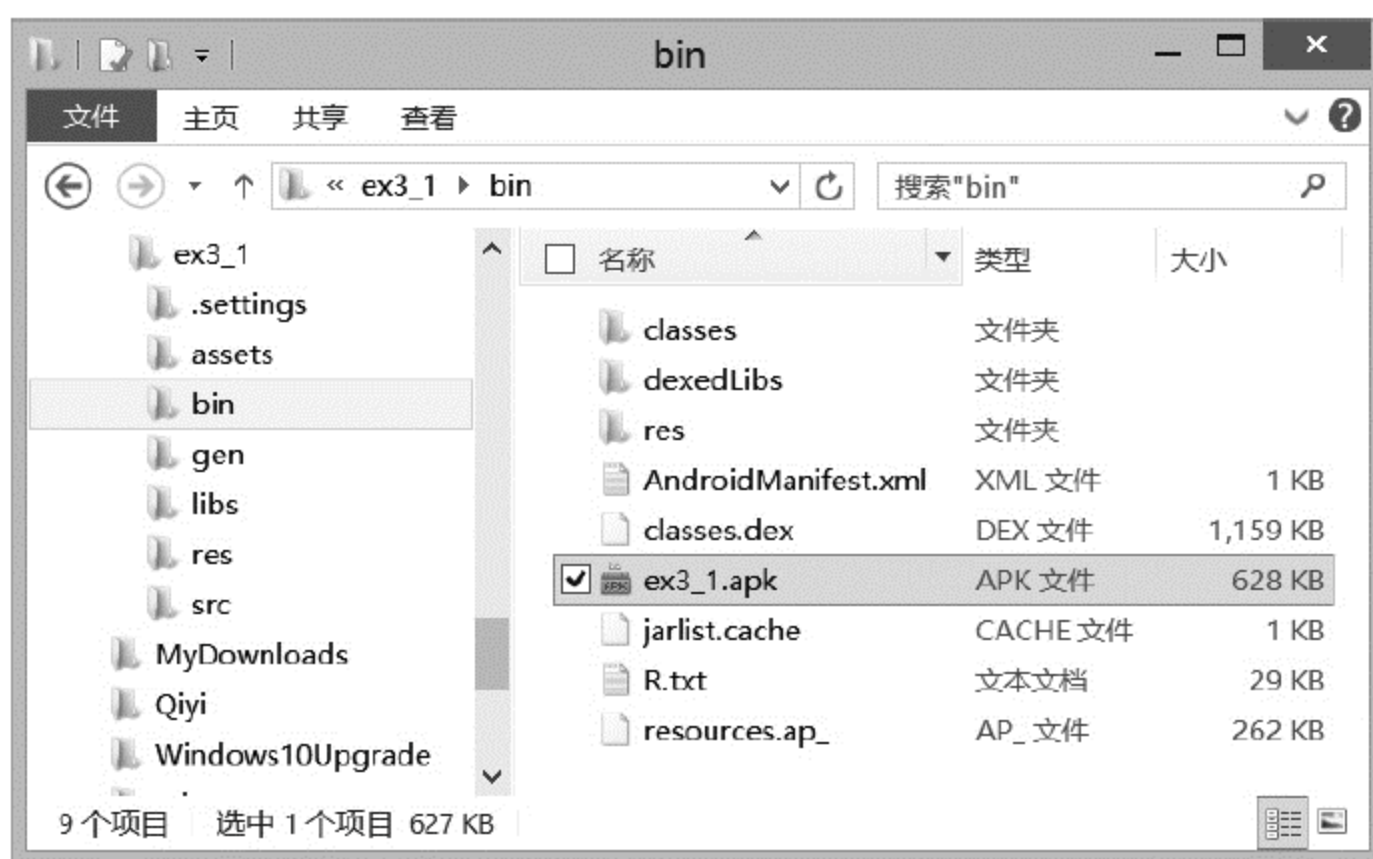 bin
文件 主页 共享 查看
« ex3_1 bin 搜索"bin"
ex3_1
.settings
assets
bin
gen
libs
res
src
MyDownloads
Qiyi
Windows10Upgrade
名称 类型 大小
classes 文件夹
dexedLibs 文件夹
res 文件夹
AndroidManifest.xml XML 文件 1 KB
classes.dex DEX 文件 1,159 KB
ex3_1.apk APK 文件 628 KB
jarlist.cache CACHE 文件 1 KB
R.txt 文本文档 29 KB
resources.ap_ AP_ 文件 262 KB
9 个项目 选中 1 个项目 627 KB